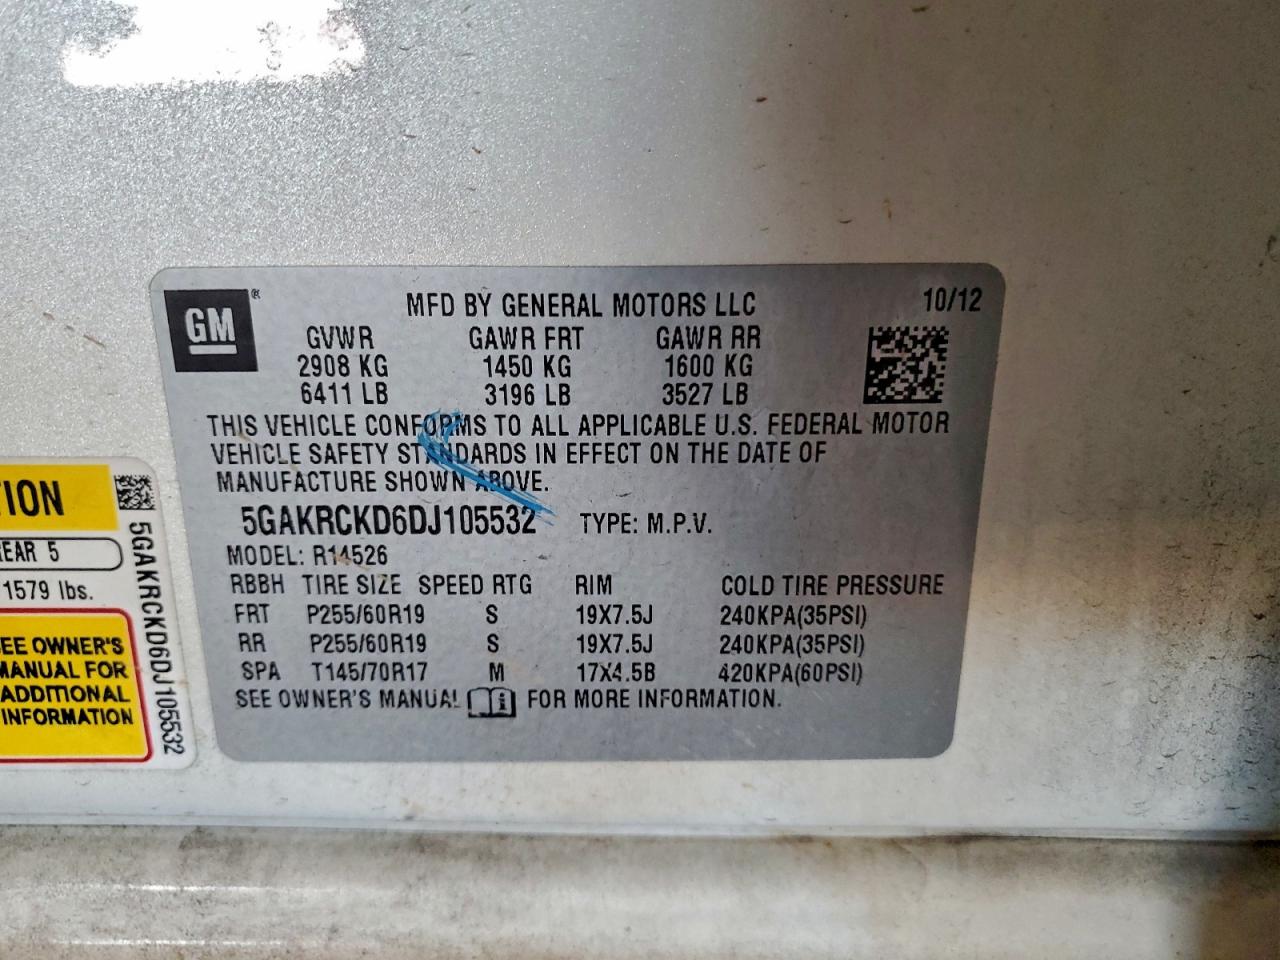 GM
®
MFD BY GENERAL MOTORS LLC
10/12
GVWR GAWR FRT GAWR RR
2908 KG 1450 KG 1600 KG
6411 LB 3196 LB 3527 LB
THIS VEHICLE CONFORMS TO ALL APPLICABLE U.S. FEDERAL MOTOR
VEHICLE SAFETY STANDARDS IN EFFECT ON THE DATE OF
MANUFACTURE SHOWN ABOVE.
5GAKRCKD6DJ105532 TYPE: M.P.V.
MODEL: R14526
RBBH TIRE SIZE SPEED RTG RIM COLD TIRE PRESSURE
FRT P255/60R19 S 19X7.5J 240KPA(35PSI)
RR P255/60R19 S 19X7.5J 240KPA(35PSI)
SPA T145/70R17 M 17X4.5B 420KPA(60PSI)
SEE OWNER'S MANUAL FOR MORE INFORMATION.
TION
REAR 5
1579 lbs.
SEE OWNER'S
MANUAL FOR
ADDITIONAL
INFORMATION
5GAKRCKD6DJ105532